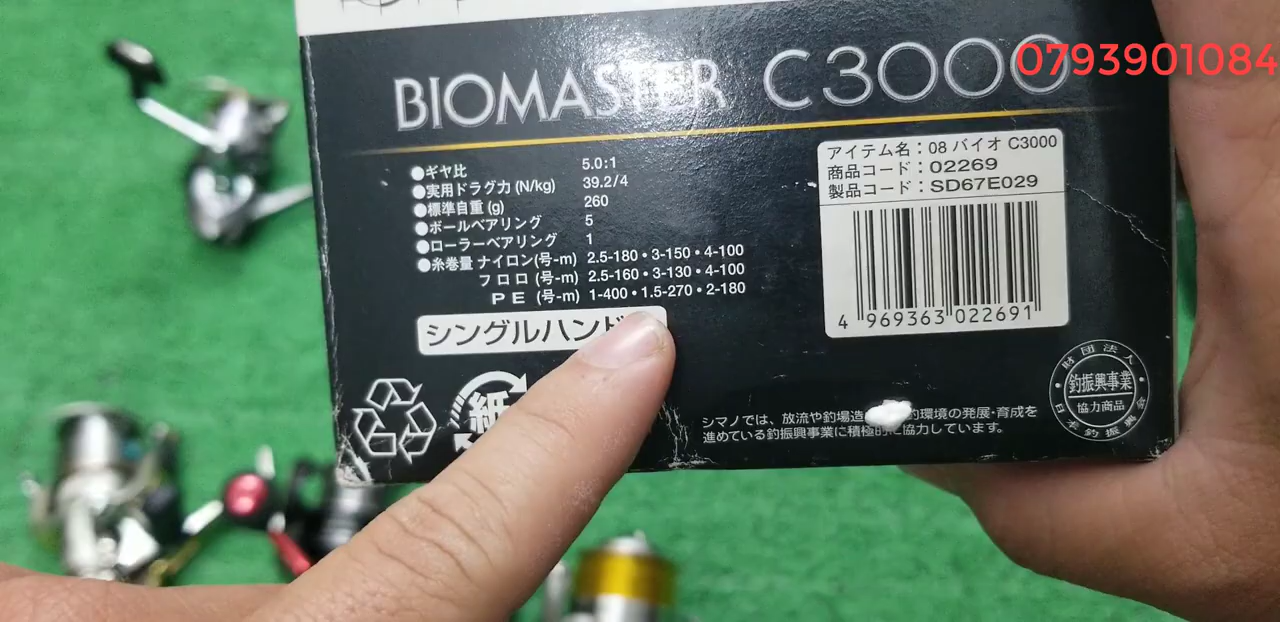 BIOMASTER C3000
0793901084
●ギヤ比 5.0:1
●実用ドラグ力 (N/kg) 39.2/4
●標準自重 (g) 260
●ボールベアリング 5
●ローラーベアリング 1
●糸巻量 ナイロン(号-m) 2.5-180・3-150・4-100
フロロ (号-m) 2.5-160・3-130・4-100
PE (号-m) 1-400・1.5-270・2-180
シングルハンド
アイテム名：08 バイオ C3000
商品コード：02269
製品コード：SD67E029
4 969363 022691
紙
シマノでは、放流や釣場造 環境の発展・育成を
進めている釣振興事業に積極的 協力しています。
財団法人
釣振興事業
協力商品
日本釣振興会